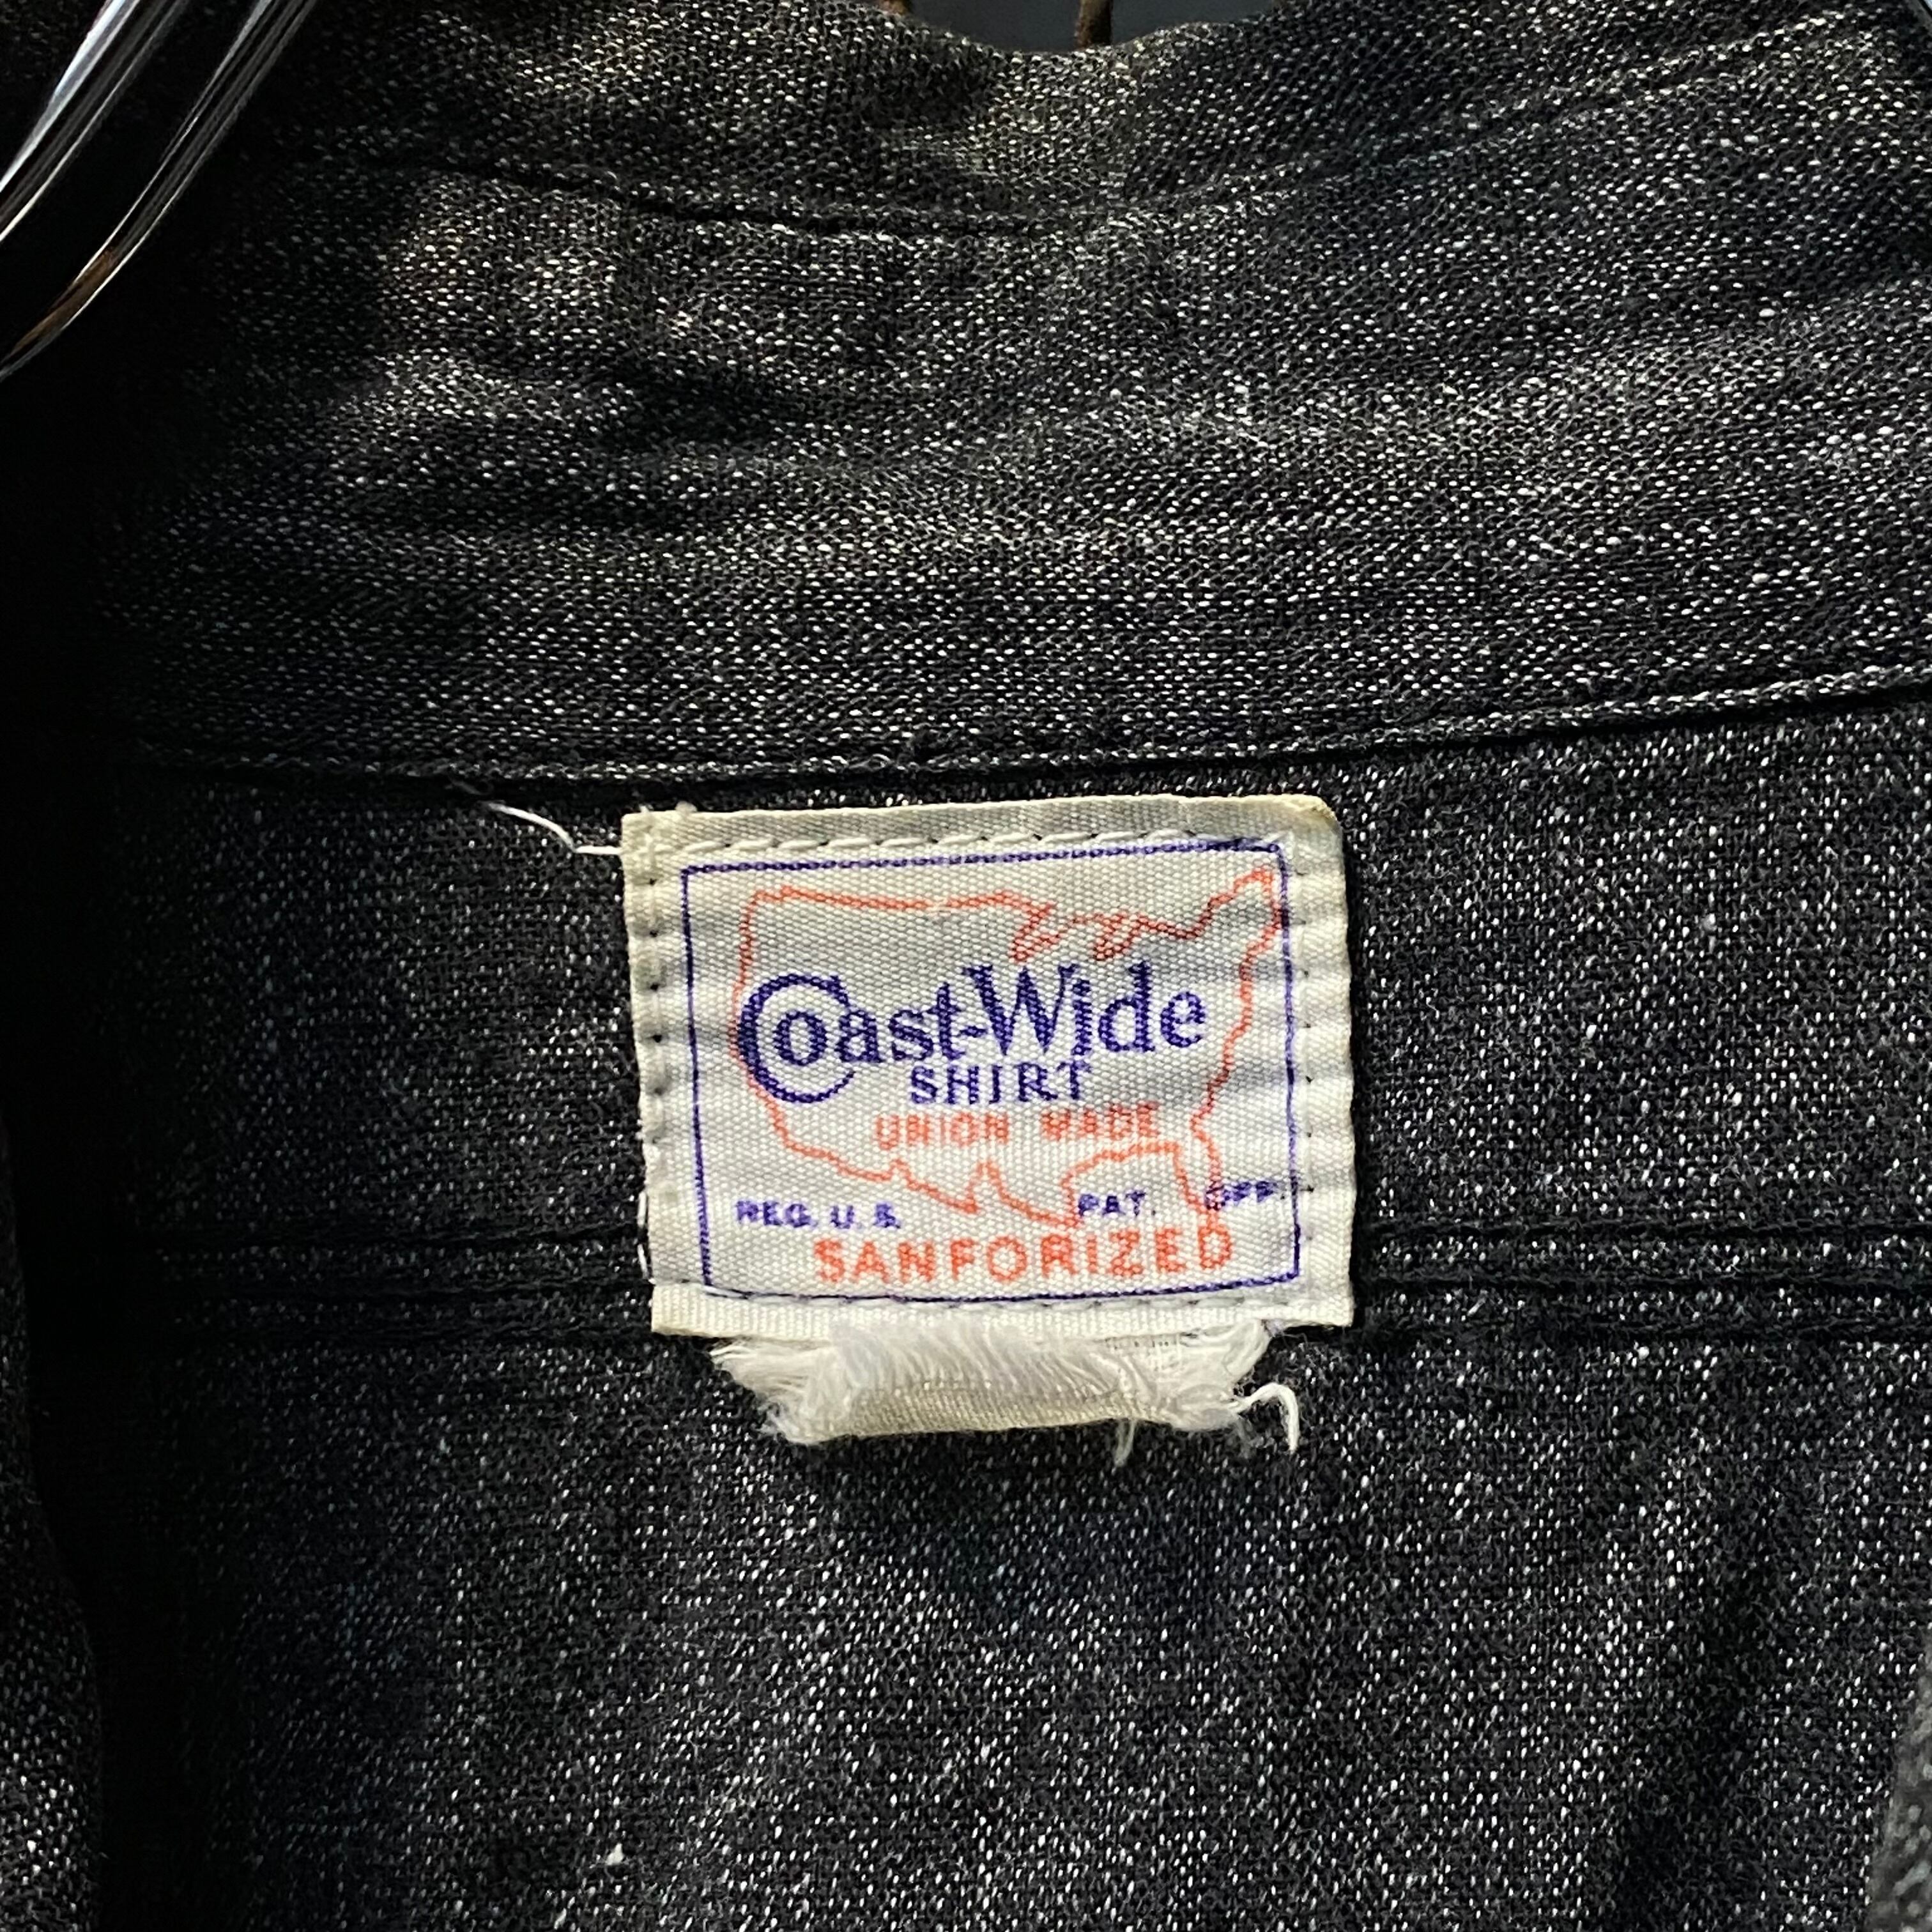 Coast-Wide
SHIRT
UNION MADE
REG. U. S. PAT. OFF.
SANFORIZED